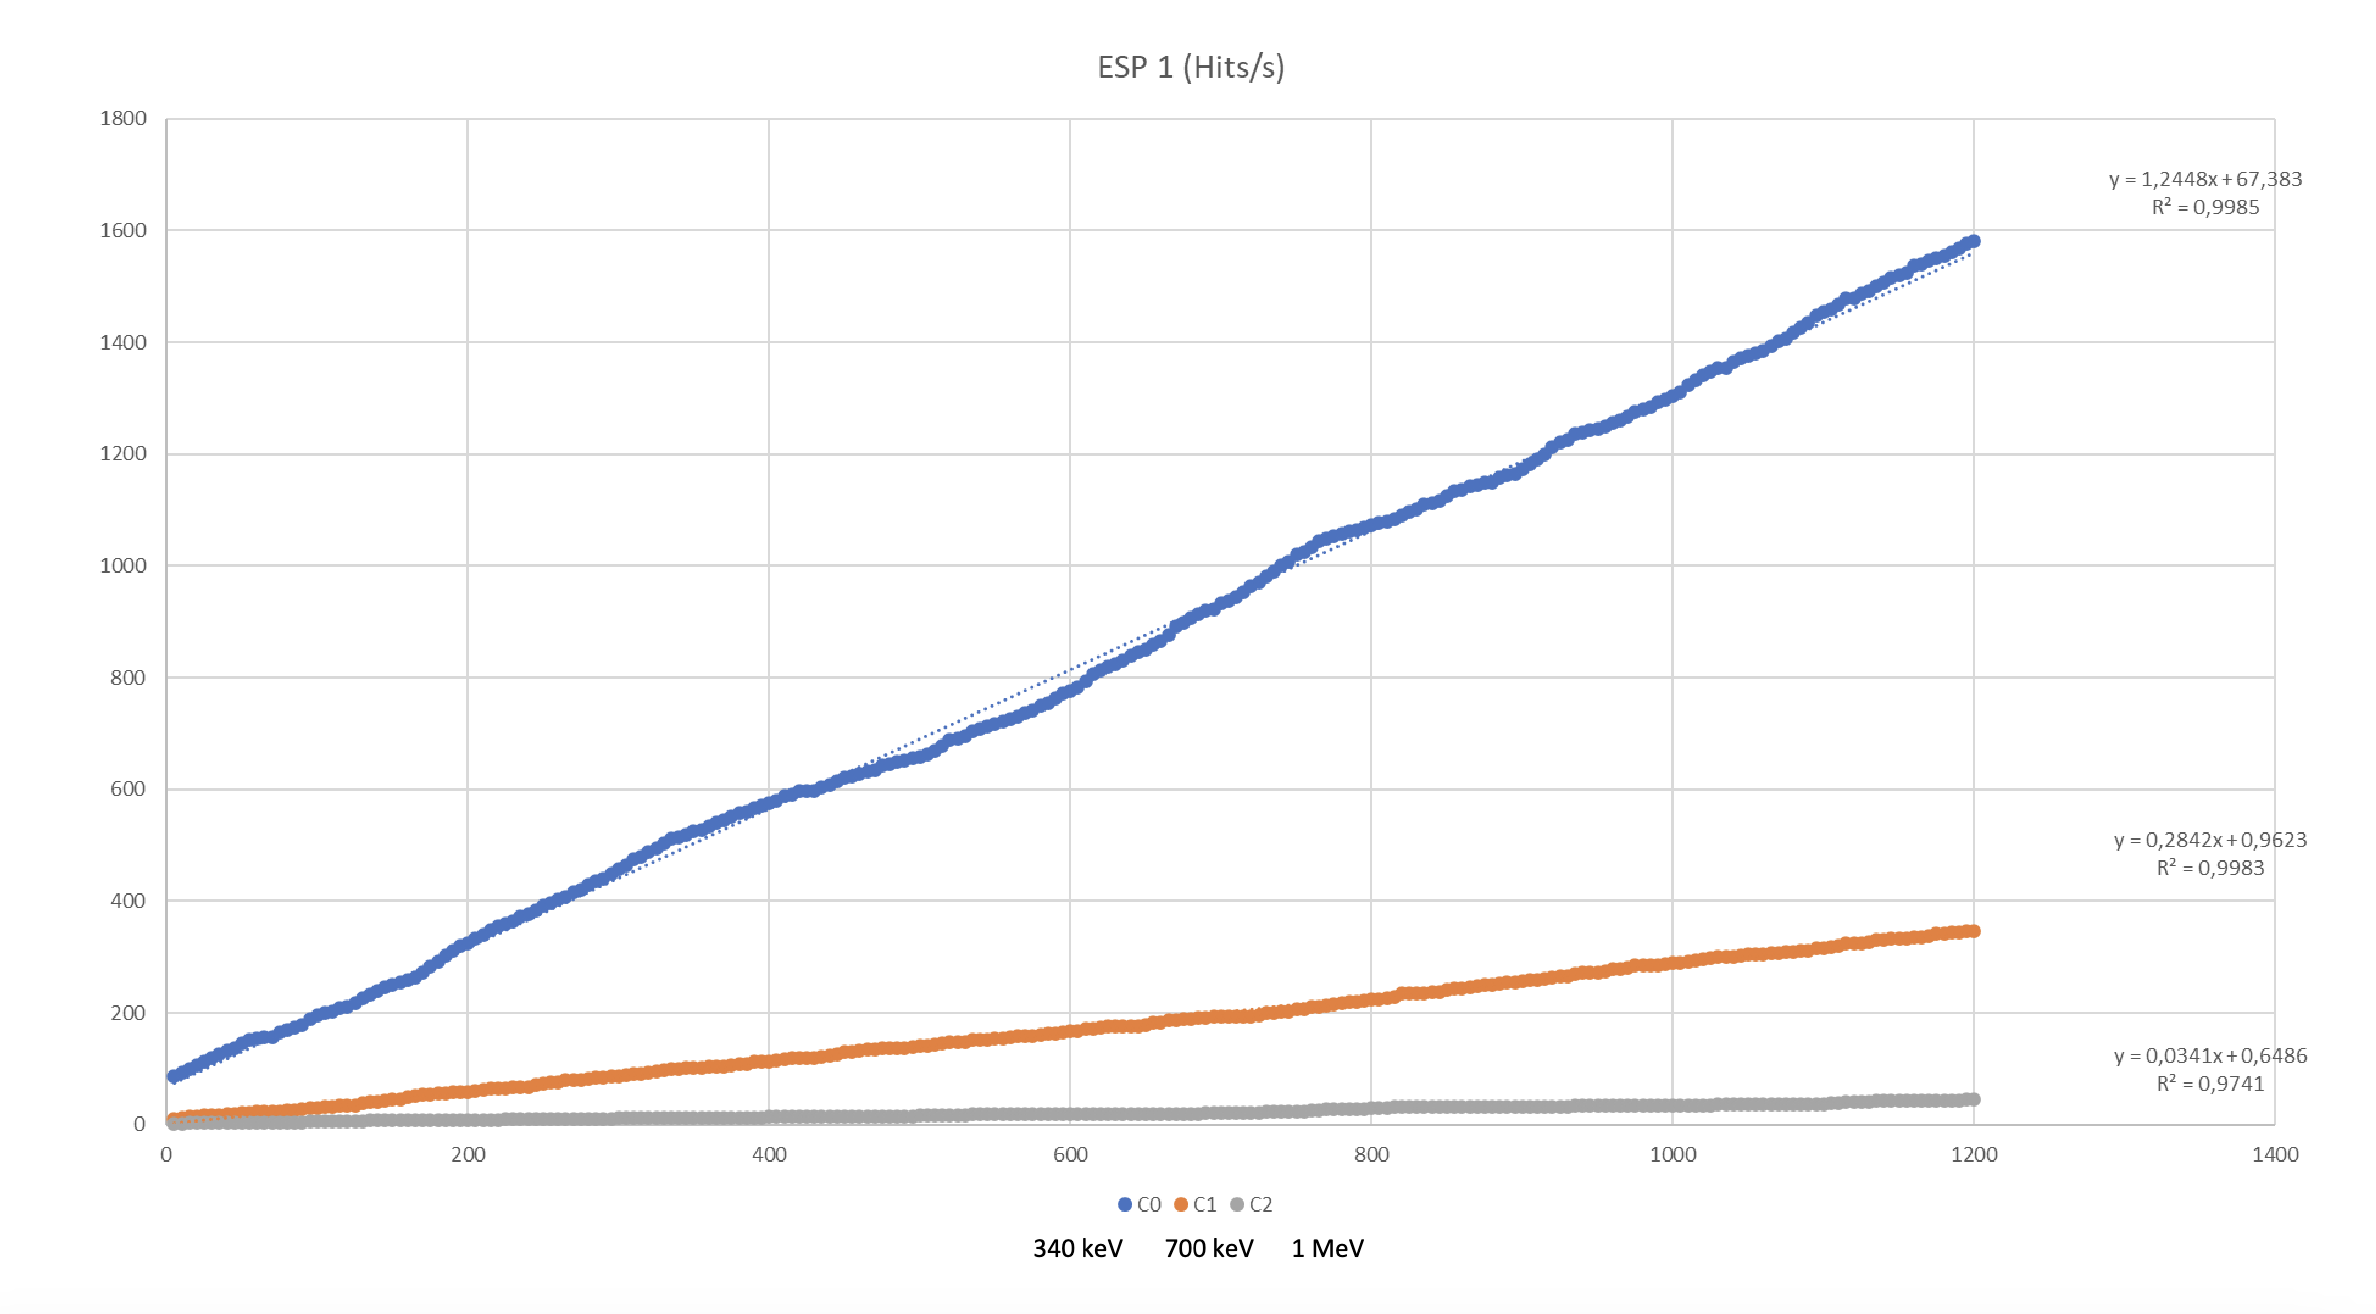 ESP 1 (Hits/s)
1800
y = 1,2448x + 67,383
R² = 0,9985
1600
1400
1200
1000
800
600
y = 0,2842x + 0,9623
R² = 0,9983
400
200
y = 0,0341x + 0,6486
R² = 0,9741
0
0 200 400 600 800 1000 1200 1400
C0 C1 C2
340 keV 700 keV 1 MeV